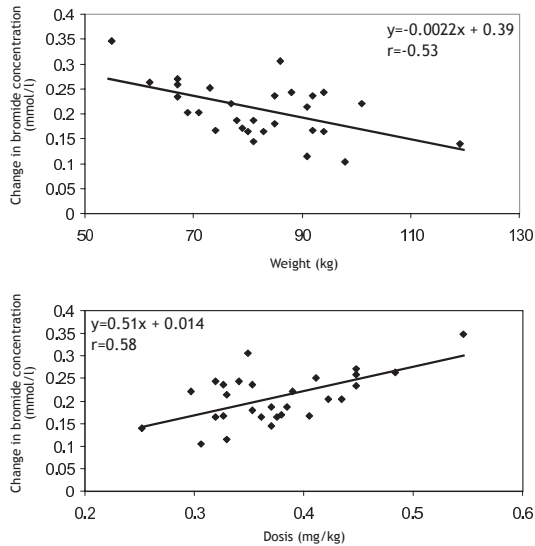 y=-0.0022x + 0.39
r=-0.53
Change in bromide concentration
(mmol/l)
0.4
0.35
0.3
0.25
0.2
0.15
0.1
0.05
0
50
70
90
110
130
Weight (kg)
y=0.51x + 0.014
r=0.58
Change in bromide concentration
(mmol/l)
0.4
0.35
0.3
0.25
0.2
0.15
0.1
0.05
0
0.2
0.3
0.4
0.5
0.6
Dosis (mg/kg)